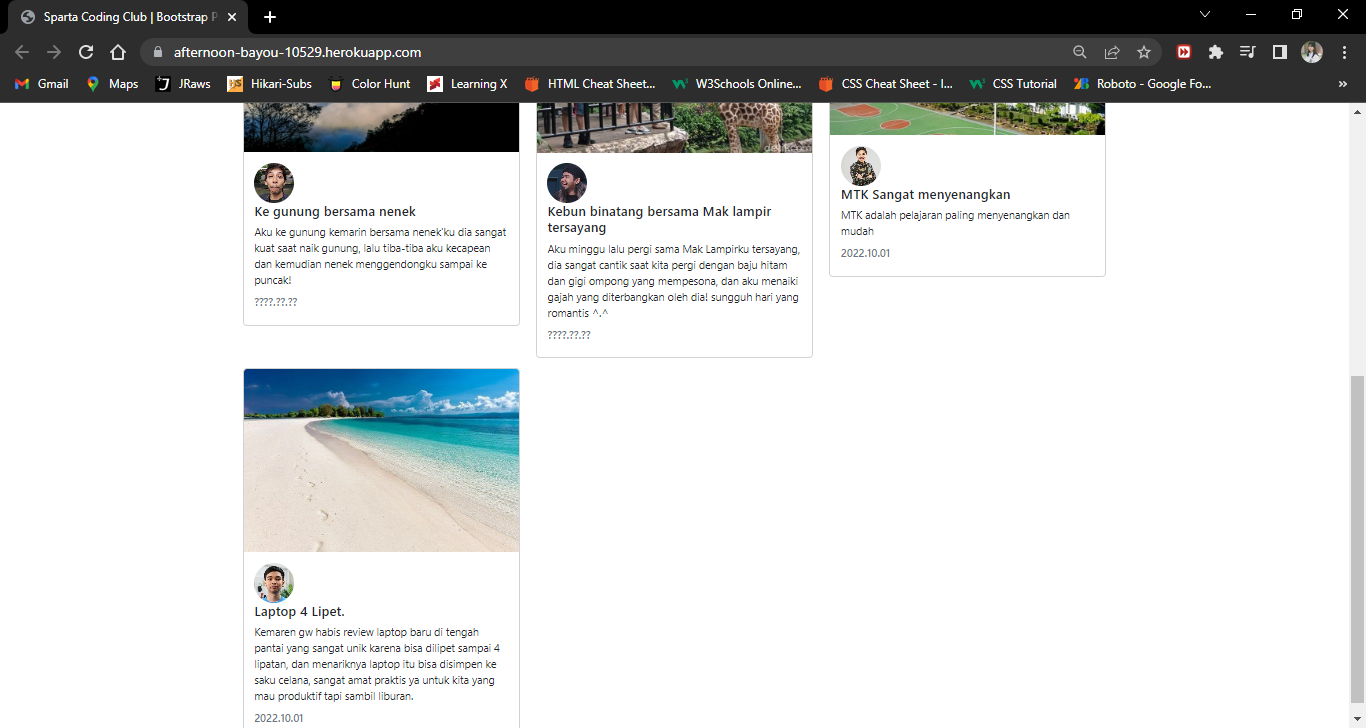 Sparta Coding Club | Bootstrap P
afternoon-bayou-10529.herokuapp.com
Gmail
Maps
JRaws
Hikari-Subs
Color Hunt
Learning X
HTML Cheat Sheet...
W3Schools Online...
CSS Cheat Sheet - I...
CSS Tutorial
Roboto - Google Fo...
»
Ke gunung bersama nenek
Aku ke gunung kemarin bersama nenek'ku dia sangat
kuat saat naik gunung, lalu tiba-tiba aku kecapean
dan kemudian nenek menggendongku sampai ke
puncak!
????.??.??
Kebun binatang bersama Mak lampir
tersayang
Aku minggu lalu pergi sama Mak Lampirku tersayang,
dia sangat cantik saat kita pergi dengan baju hitam
dan gigi ompong yang mempesona, dan aku menaiki
gajah yang diterbangkan oleh dia! sungguh hari yang
romantis ^.^
????.??.??
MTK Sangat menyenangkan
MTK adalah pelajaran paling menyenangkan dan
mudah
2022.10.01
Laptop 4 Lipet.
Kemaren gw habis review laptop baru di tengah
pantai yang sangat unik karena bisa dilipet sampai 4
lipatan, dan menariknya laptop itu bisa disimpen ke
saku celana, sangat amat praktis ya untuk kita yang
mau produktif tapi sambil liburan.
2022.10.01